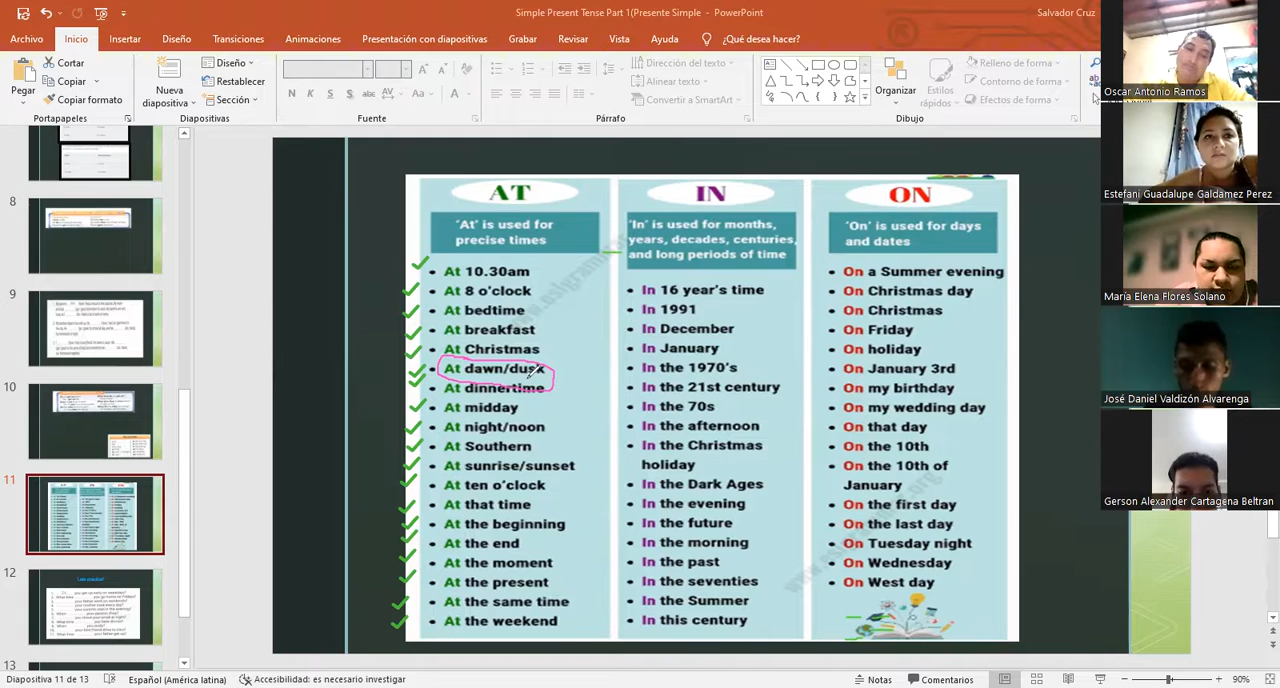 Simple Present Tense Part 1(Presente Simple - PowerPoint
Salvador Cruz
Archivo Inicio Insertar Diseño Transiciones Animaciones Presentación con diapositivas Grabar Revisar Vista Ayuda ¿Qué desea hacer?
Pegar
Cortar
Copiar
Copiar formato
Portapapeles
Nueva
diapositiva
Diseño
Restablecer
Sección
Diapositivas
N K S S abc AV Aa A
Fuente
Dirección del texto
Alinear texto
Convertir a SmartArt
Párrafo
Organizar
Estilos
rápidos
Relleno de forma
Contorno de forma
Efectos de forma
Dibujo
8
9
10
11
12
13
AT
'At' is used for
precise times
At 10.30am
At 8 o'clock
At bedtime
At breakfast
At Christmas
At dawn/dusk
At dinnertime
At midday
At night/noon
At Southern
At sunrise/sunset
At ten o'clock
At that time
At the beginning
At the end
At the moment
At the present
At the same time
At the weekend
IN
'In' is used for months,
years, decades, centuries,
and long periods of time
In 16 year's time
In 1991
In December
In January
In the 1970's
In the 21st century
In the 70s
In the afternoon
In the Christmas
holiday
In the Dark Ages
In the evening
In the future
In the morning
In the past
In the seventies
In the Summer
In this century
ON
'On' is used for days
and dates
On a Summer evening
On Christmas day
On Christmas
On Friday
On holiday
On January 3rd
On my birthday
On my wedding day
On that day
On the 10th
On the 10th of
January
On the first day
On the last day
On Tuesday night
On Wednesday
On West day
Oscar Antonio Ramos
Estefani Guadalupe Galdamez Perez
María Elena Flores Solano
José Daniel Valdizón Alvarenga
Gerson Alexander Cartagena Beltran
Diapositiva 11 de 13
Español (América latina)
Accesibilidad: es necesario investigar
Notas
Comentarios
90%